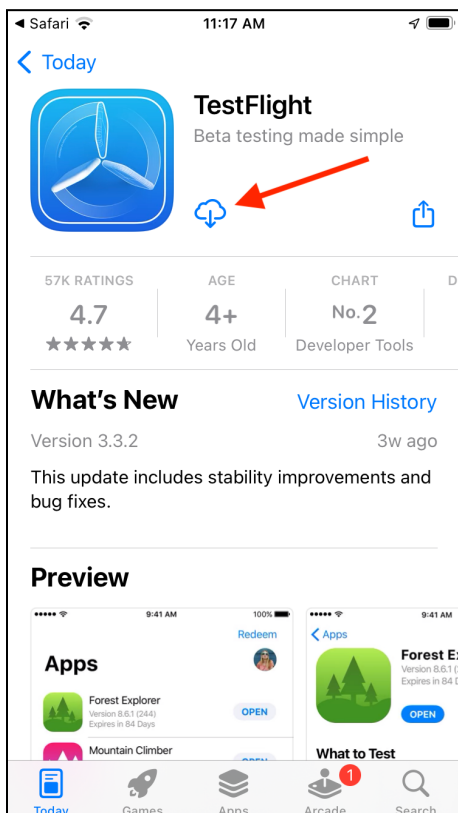 Safari 11:17 AM
Today
TestFlight
Beta testing made simple
57K RATINGS AGE CHART D
4.7 4+ No.2
Years Old Developer Tools
What's New Version History
Version 3.3.2 3w ago
This update includes stability improvements and
bug fixes.
Preview
9:41 AM 100% 9:41 AM
Redeem Apps
Apps
Forest Explorer
Version 8.6.1 (244)
Expires in 84 Days
OPEN
Mountain Climber
OPEN
Forest E
Version 8.6.1 (
Expires in 84 D
OPEN
What to Test
1
Today Games Apps Arcade Search